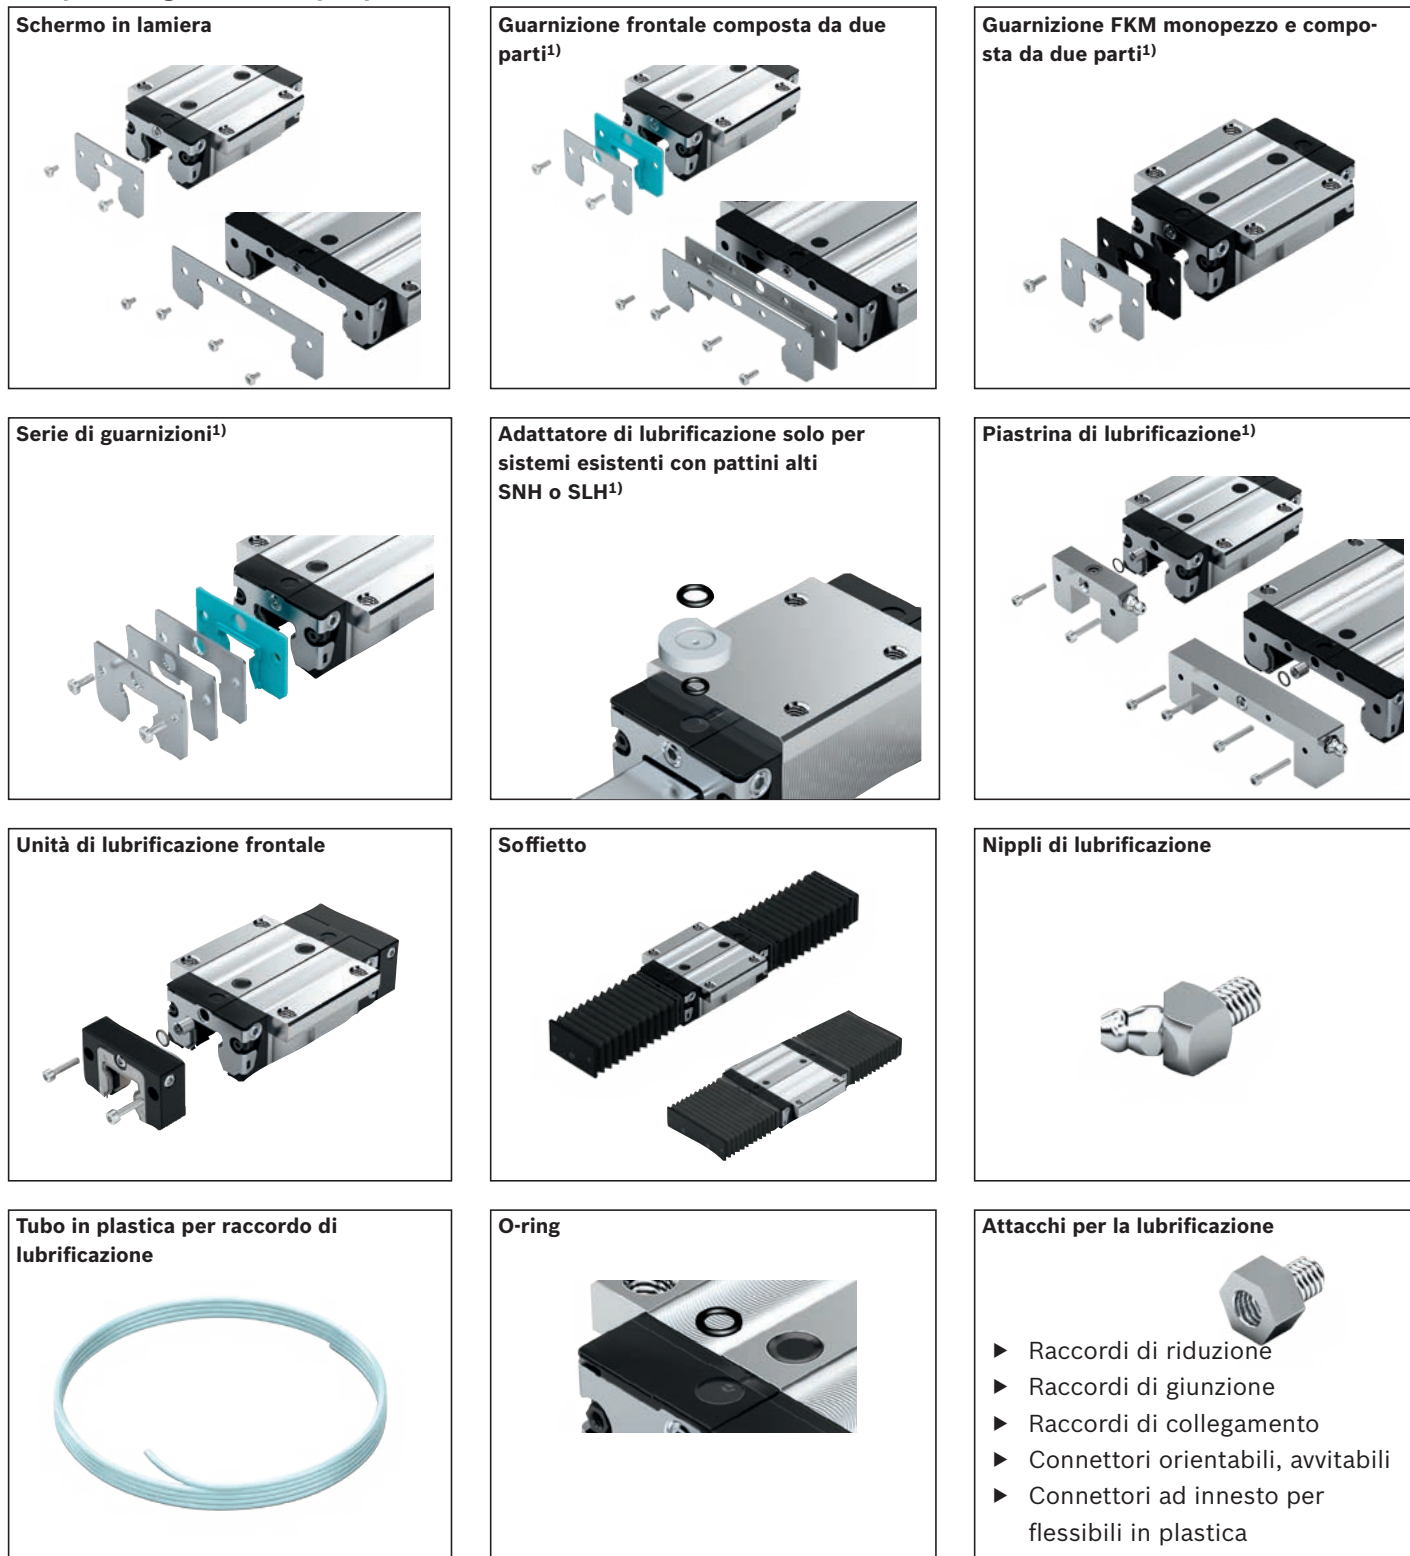 Schermo in lamiera
Guarnizione frontale composta da due
parti1)
Guarnizione FKM monopezzo e compo-
sta da due parti1)
Serie di guarnizioni1)
Adattatore di lubrificazione solo per
sistemi esistenti con pattini alti
SNH o SLH1)
Piastrina di lubrificazione1)
Unità di lubrificazione frontale
Soffietto
Nippli di lubrificazione
Tubo in plastica per raccordo di
lubrificazione
O-ring
Attacchi per la lubrificazione
► Raccordi di riduzione
► Raccordi di giunzione
► Raccordi di collegamento
► Connettori orientabili, avvitabili
► Connettori ad innesto per
flessibili in plastica